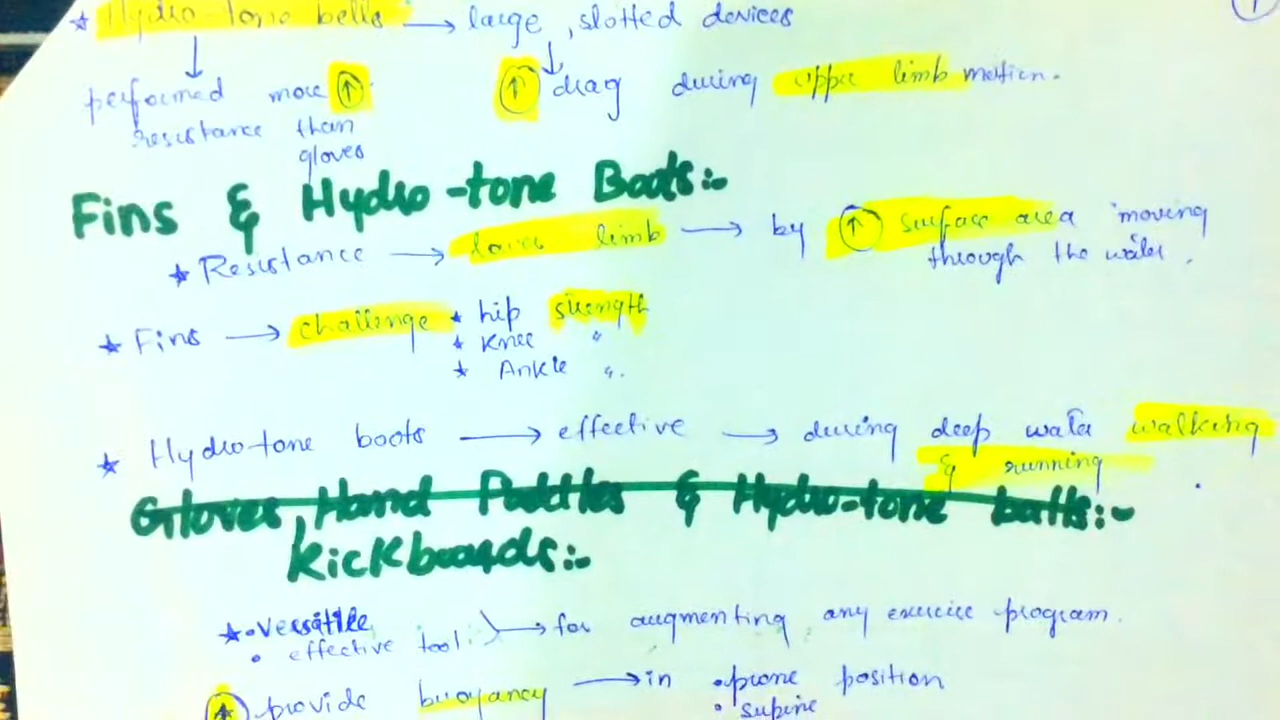 ★ Hydro-tone bells → large, slotted devices
↓ ↓
performed more ↑ ↑ drag during upper limb motion.
resistance than
gloves
Fins & Hydro-tone Boots:-
★ Resistance → lower limb → by ↑ surface area moving
through the water.
★ Fins → challenge ★ hip strength
★ Knee "
★ Ankle ".
★ Hydro-tone boots → effective → during deep water walking
& running
Gloves, Hand Paddles & Hydro-tone balls:-
Kickboards:-
★ • versatile
• effective tool. } → for augmenting any exercise program.
★ provide buoyancy → in • prone position
• supine